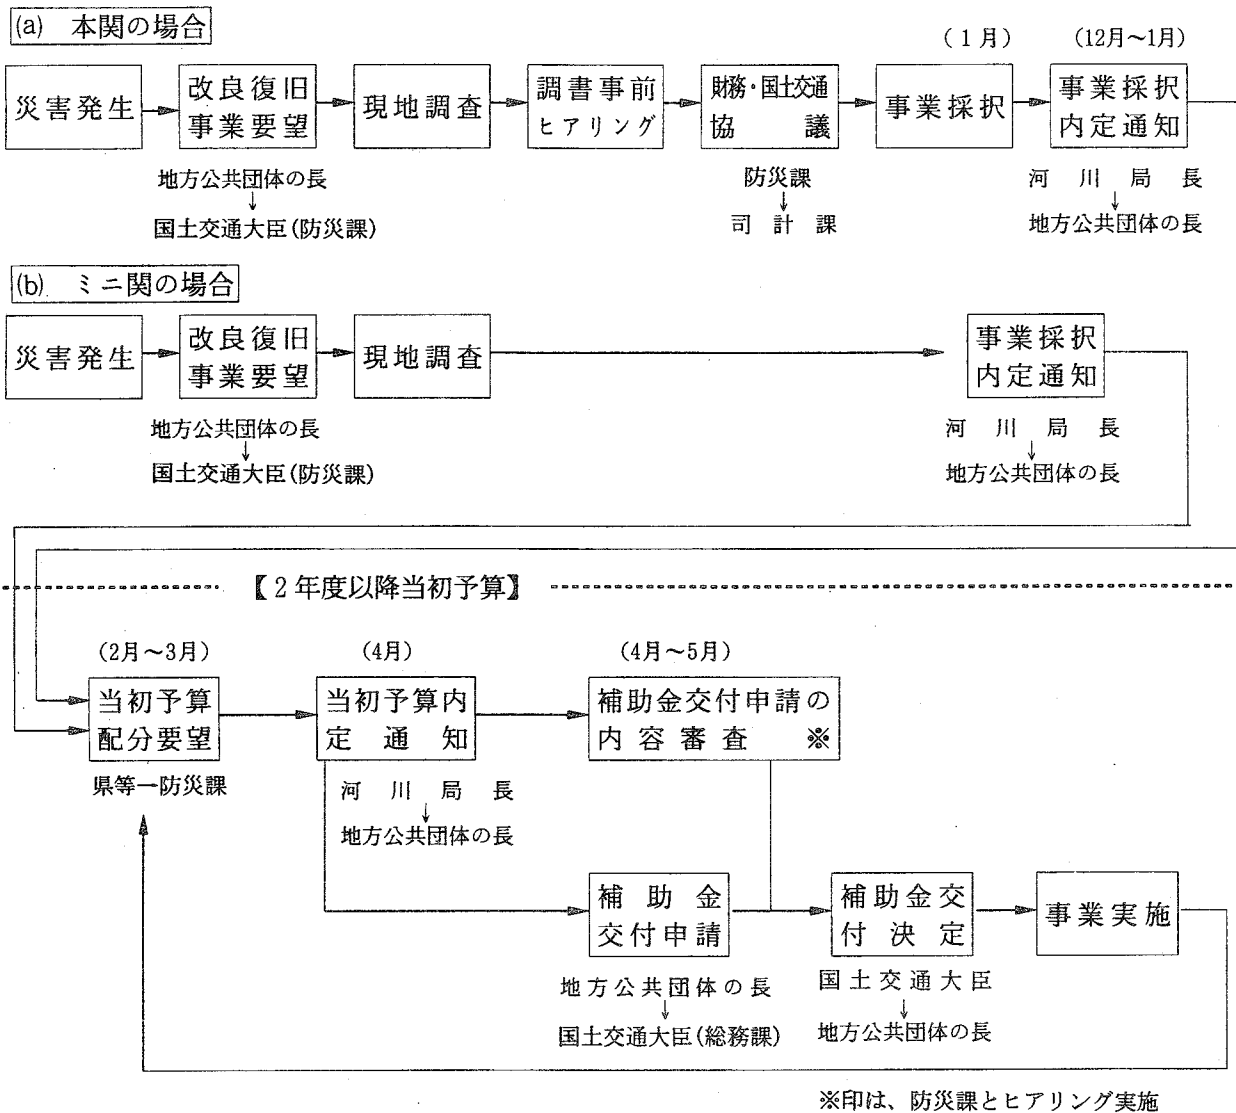 (a) 本関の場合
(1月)
(12月～1月)
災害発生
改良復旧
事業要望
現地調査
調書事前
ヒアリング
財務・国土交通
協議
事業採択
事業採択
内定通知
地方公共団体の長
↓
国土交通大臣(防災課)
防災課
↓
司計課
河川局長
↓
地方公共団体の長
(b) ミニ関の場合
災害発生
改良復旧
事業要望
現地調査
事業採択
内定通知
地方公共団体の長
↓
国土交通大臣(防災課)
河川局長
↓
地方公共団体の長
【2年度以降当初予算】
(2月～3月)
(4月)
(4月～5月)
当初予算
配分要望
当初予算内
定通知
補助金交付申請の
内容審査 ※
県等―防災課
河川局長
↓
地方公共団体の長
補助金
交付申請
補助金交
付決定
事業実施
地方公共団体の長
↓
国土交通大臣(総務課)
国土交通大臣
↓
地方公共団体の長
※印は、防災課とヒアリング実施